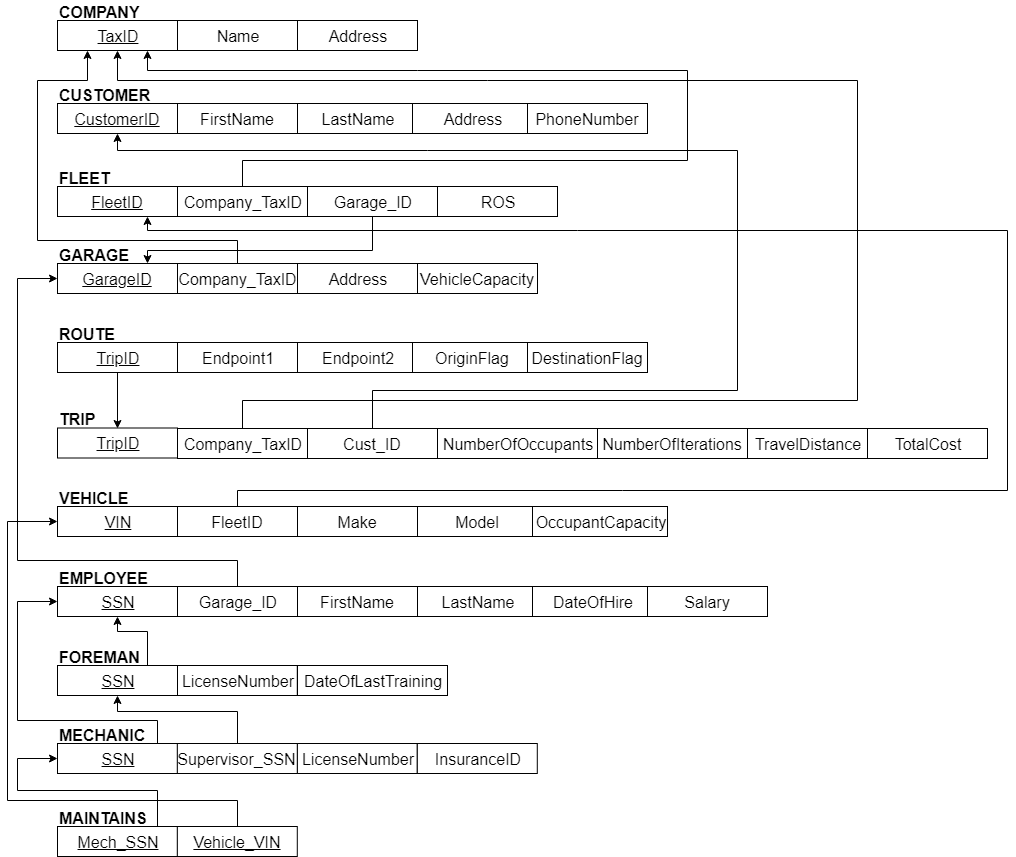 COMPANY
TaxID Name Address
CUSTOMER
CustomerID FirstName LastName Address PhoneNumber
FLEET
FleetID Company_TaxID Garage_ID ROS
GARAGE
GarageID Company_TaxID Address VehicleCapacity
ROUTE
TripID Endpoint1 Endpoint2 OriginFlag DestinationFlag
TRIP
TripID Company_TaxID Cust_ID NumberOfOccupants NumberOfIterations TravelDistance TotalCost
VEHICLE
VIN FleetID Make Model OccupantCapacity
EMPLOYEE
SSN Garage_ID FirstName LastName DateOfHire Salary
FOREMAN
SSN LicenseNumber DateOfLastTraining
MECHANIC
SSN Supervisor_SSN LicenseNumber InsuranceID
MAINTAINS
Mech_SSN Vehicle_VIN